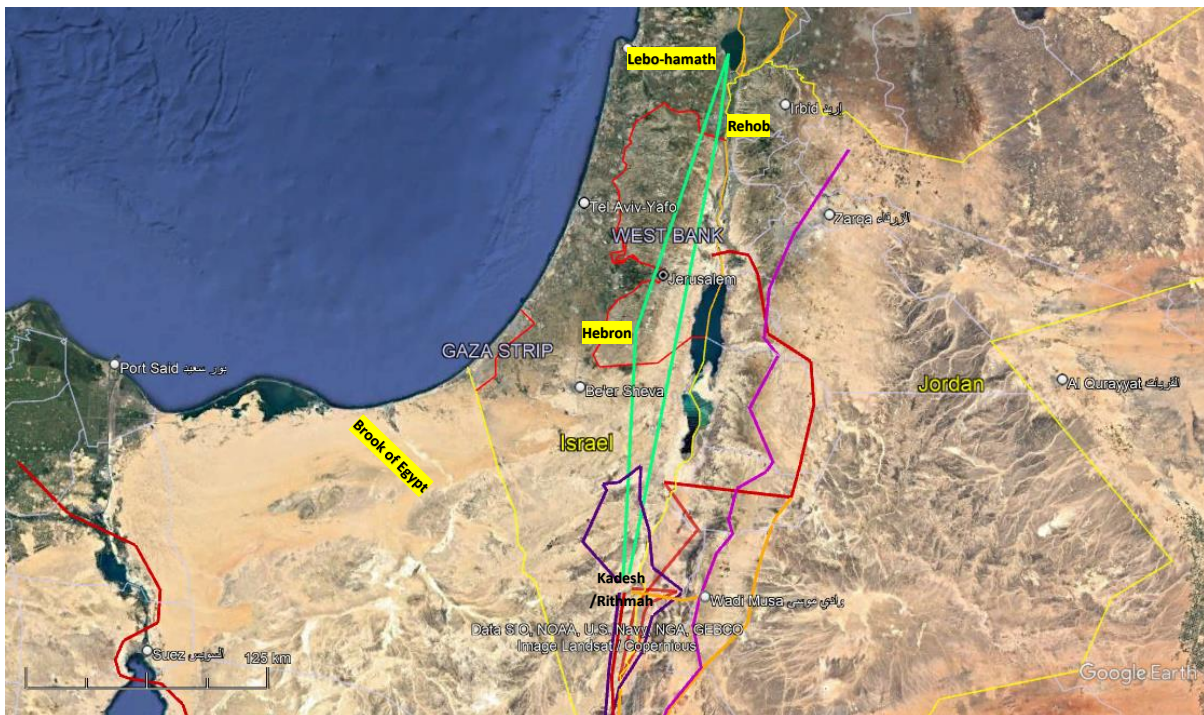 Lebo-hamath
Irbid إربد
Rehob
Tel Aviv-Yafo
Zarqa الزرقاء
WEST BANK
Jerusalem
Hebron
GAZA STRIP
Port Said بور سعيد
Be'er Sheva
Jordan
Al Qurayyat القريات
Brook of Egypt
Israel
Kadesh
/Rithmah
Wadi Musa وادي موسى
Data SIO, NOAA, U.S. Navy, NGA, GEBCO
Image Landsat / Copernicus
Suez السويس
125 km
Google Earth